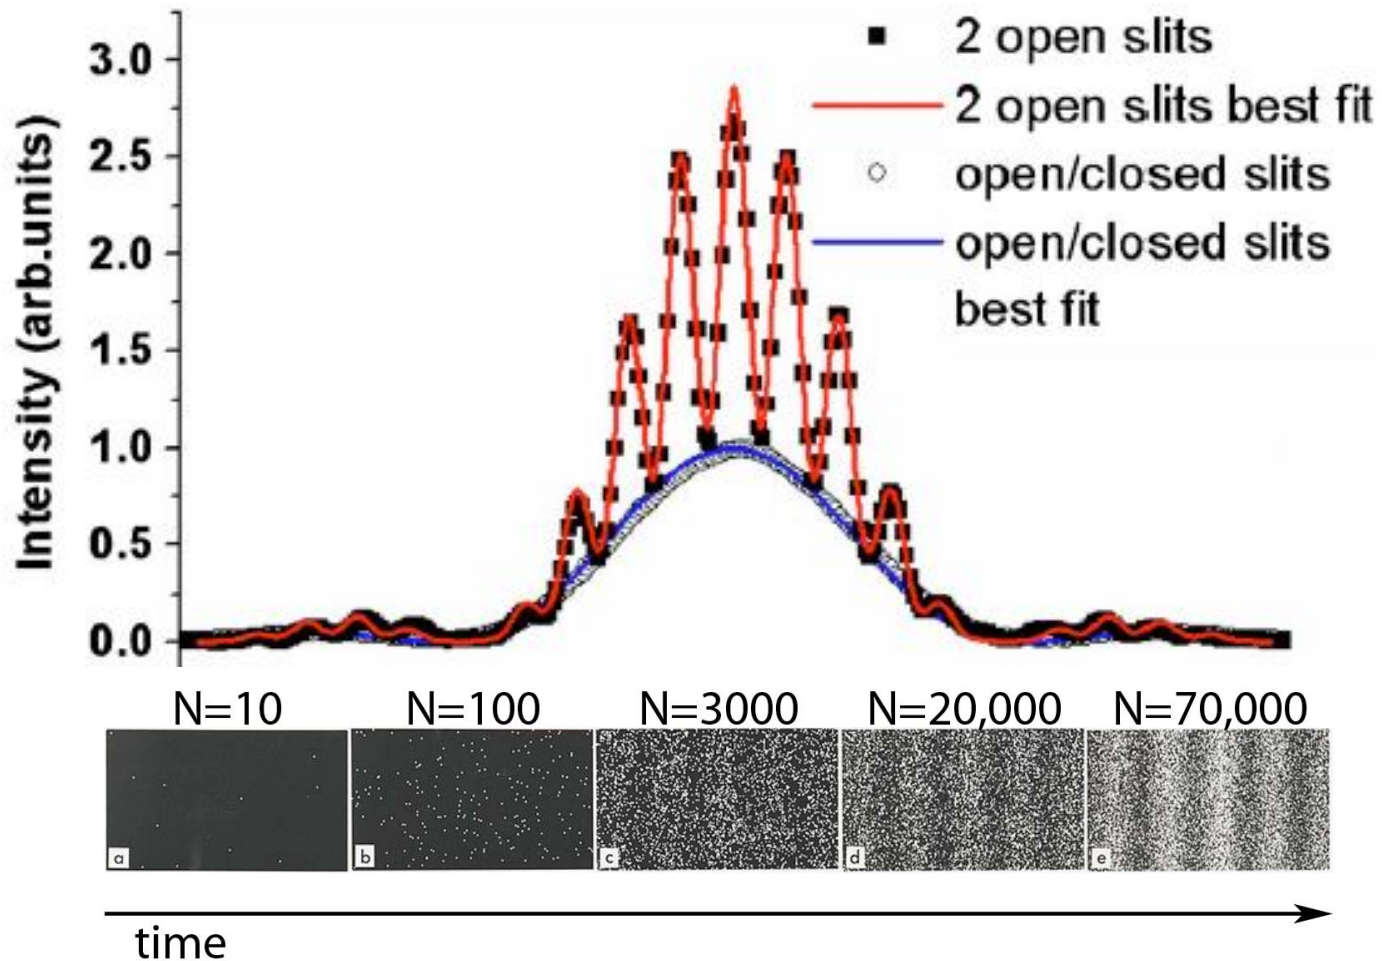 Intensity (arb.units)
3.0
2.5
2.0
1.5
1.0
0.5
0.0
2 open slits
2 open slits best fit
open/closed slits
open/closed slits
best fit
N=10 N=100 N=3000 N=20,000 N=70,000
a b c d e
time